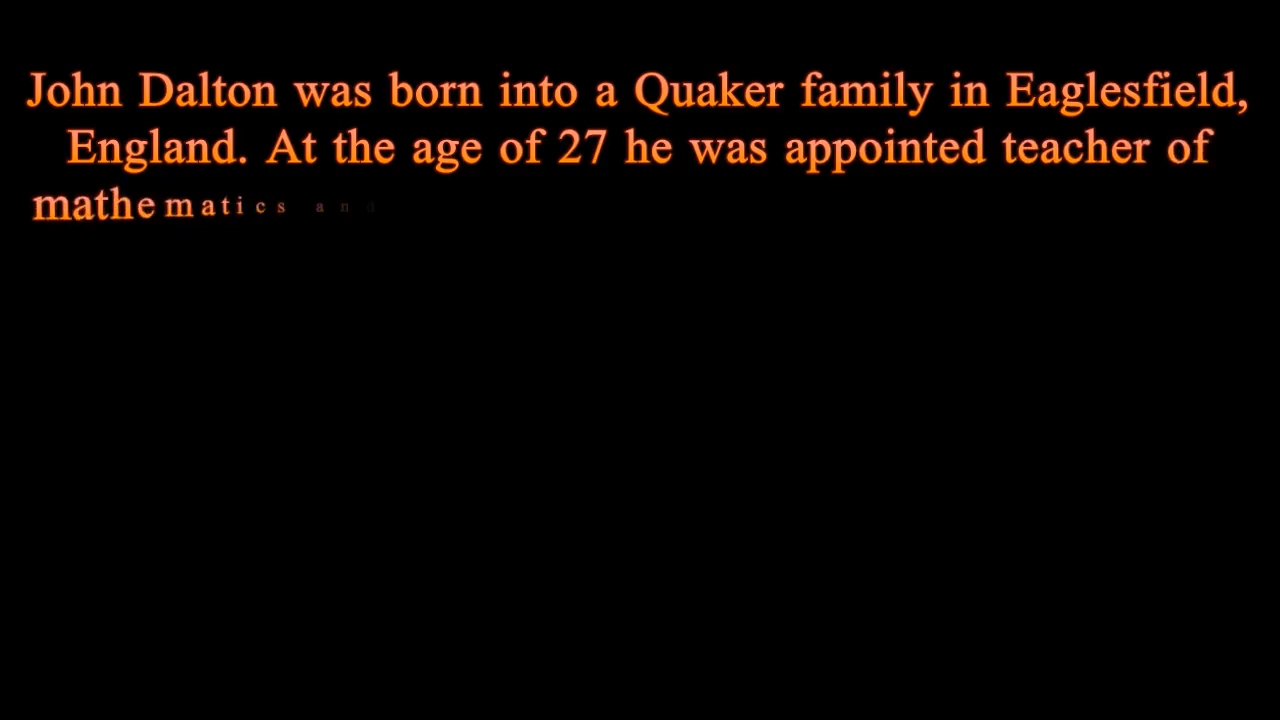 John Dalton was born into a Quaker family in Eaglesfield,
England. At the age of 27 he was appointed teacher of
mathematics and